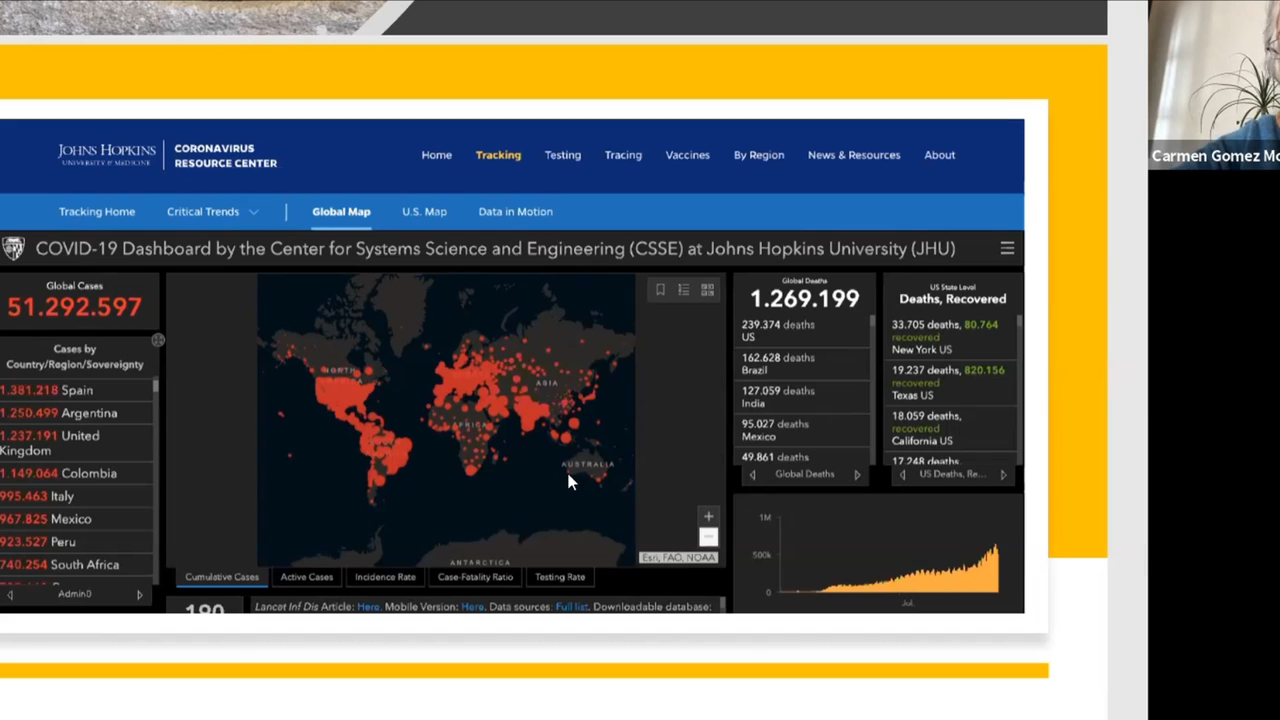 JOHNS HOPKINS
UNIVERSITY & MEDICINE
CORONAVIRUS
RESOURCE CENTER
Home
Tracking
Testing
Tracing
Vaccines
By Region
News & Resources
About
Tracking Home
Critical Trends
Global Map
U.S. Map
Data in Motion
COVID-19 Dashboard by the Center for Systems Science and Engineering (CSSE) at Johns Hopkins University (JHU)
Global Cases
51.292.597
Cases by
Country/Region/Sovereignty
1.381.218 Spain
1.250.499 Argentina
1.237.191 United
Kingdom
1.149.064 Colombia
995.463 Italy
967.825 Mexico
923.527 Peru
740.254 South Africa
Admin0
NORTH
ASIA
AFRICA
AUSTRALIA
ANTARCTICA
+
Esri, FAO, NOAA
Cumulative Cases
Active Cases
Incidence Rate
Case-Fatality Ratio
Testing Rate
190
Lancet Inf Dis Article: Here. Mobile Version: Here. Data sources: Full list. Downloadable database:
Global Deaths
1.269.199
239.374 deaths
US
162.628 deaths
Brazil
127.059 deaths
India
95.027 deaths
Mexico
49.861 deaths
Global Deaths
US State Level
Deaths, Recovered
33.705 deaths, 80.764
recovered
New York US
19.237 deaths, 820.156
recovered
Texas US
18.059 deaths,
recovered
California US
17.248 deaths,
US Deaths, Re...
1M
500k
0
Jul.
Carmen Gomez Mo